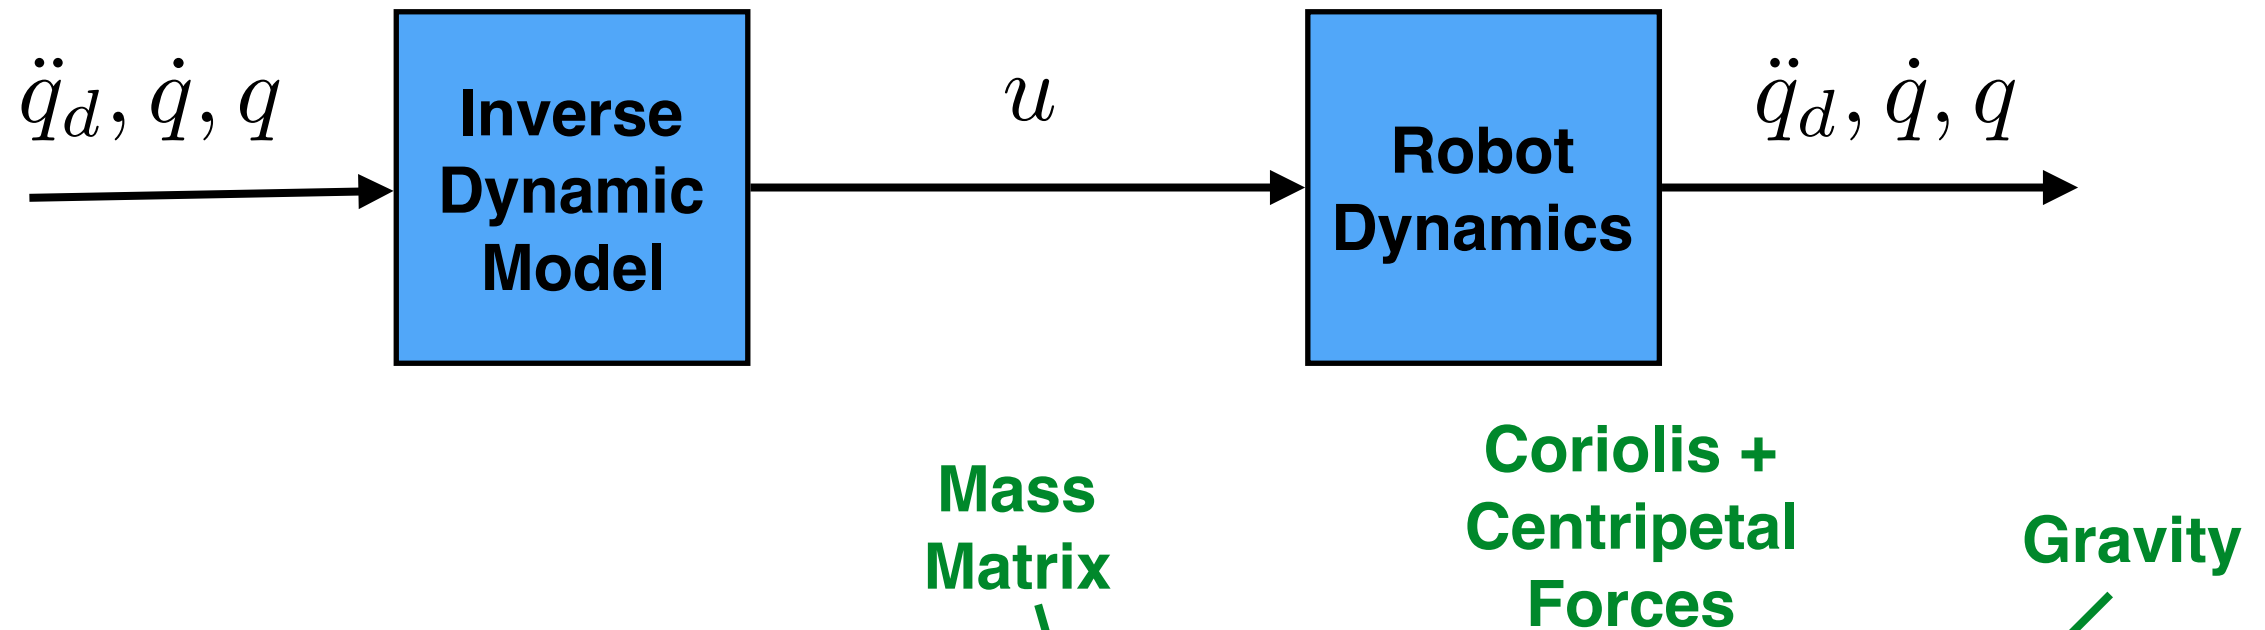 q̈_d, q̇, q
Inverse
Dynamic
Model
u
Robot
Dynamics
q̈_d, q̇, q
Mass
Matrix
Coriolis +
Centripetal
Forces
Gravity